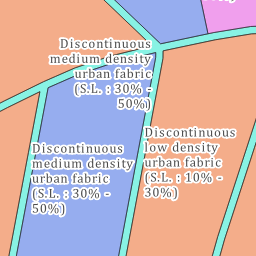 Discontinuous
medium density
urban fabric
(S.L. : 30% -
50%)
Discontinuous
low density
urban fabric
(S.L. : 10% -
30%)
Discontinuous
medium density
urban fabric
(S.L. : 30% -
50%)